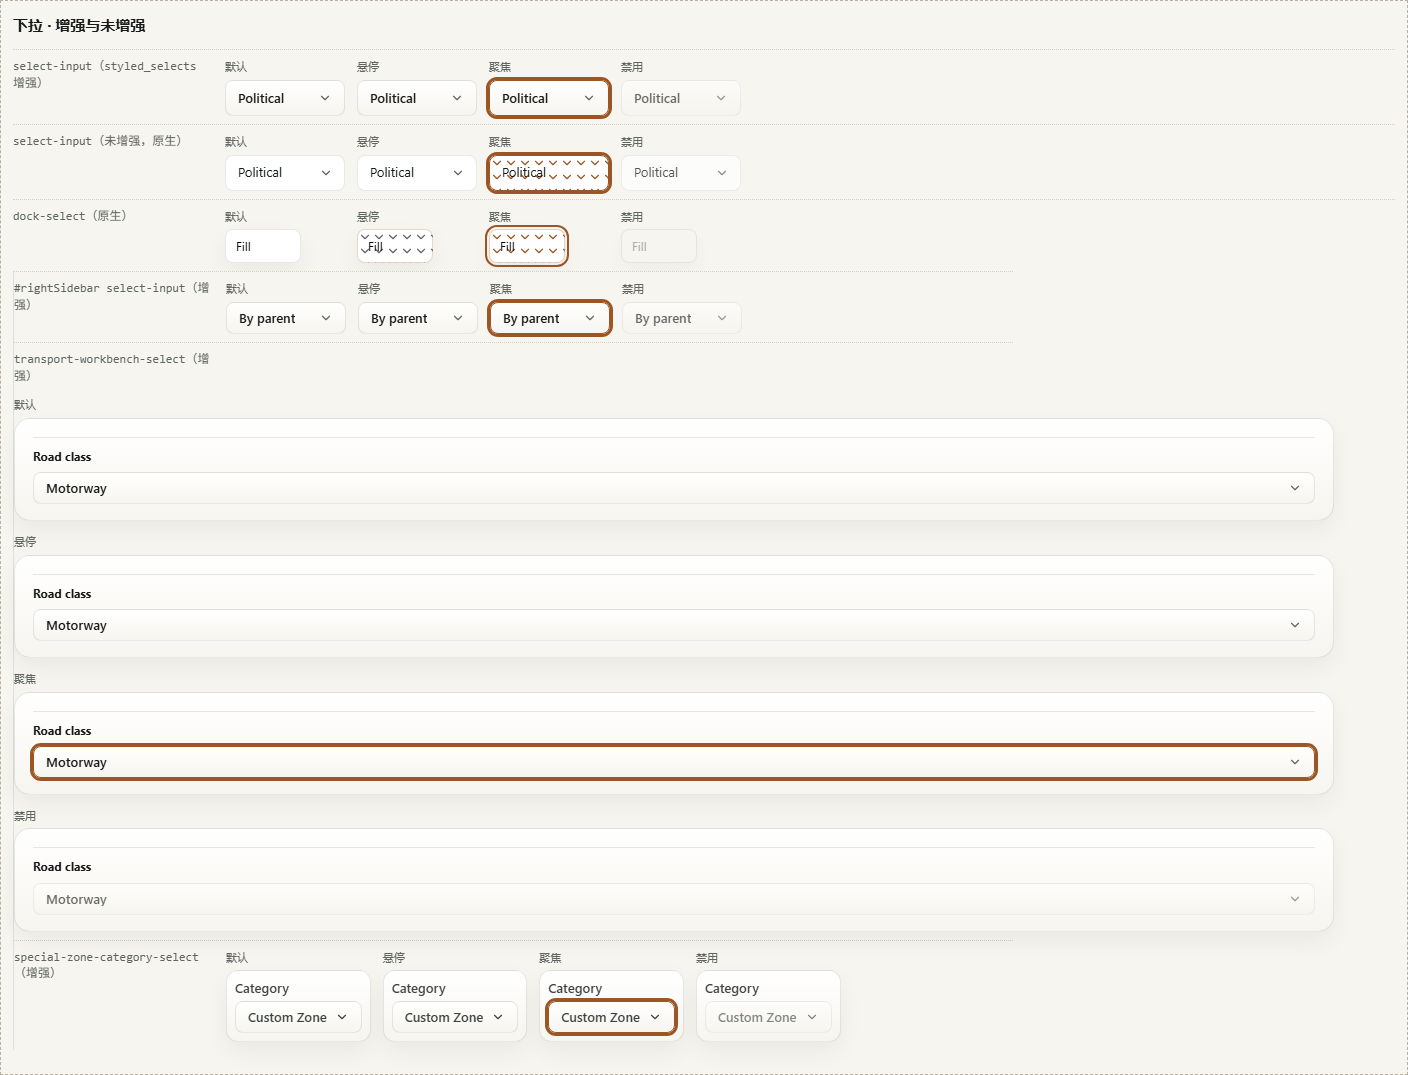 下拉 · 增强与未增强
select-input（styled_selects
增强）
默认
悬停
聚焦
禁用
Political
Political
Political
Political
select-input（未增强，原生）
默认
悬停
聚焦
禁用
Political
Political
Political
Political
dock-select（原生）
默认
悬停
聚焦
禁用
Fill
Fill
Fill
Fill
#rightSidebar select-input（增
强）
默认
悬停
聚焦
禁用
By parent
By parent
By parent
By parent
transport-workbench-select（增
强）
默认
Road class
Motorway
悬停
Road class
Motorway
聚焦
Road class
Motorway
禁用
Road class
Motorway
special-zone-category-select
（增强）
默认
悬停
聚焦
禁用
Category
Category
Category
Category
Custom Zone
Custom Zone
Custom Zone
Custom Zone